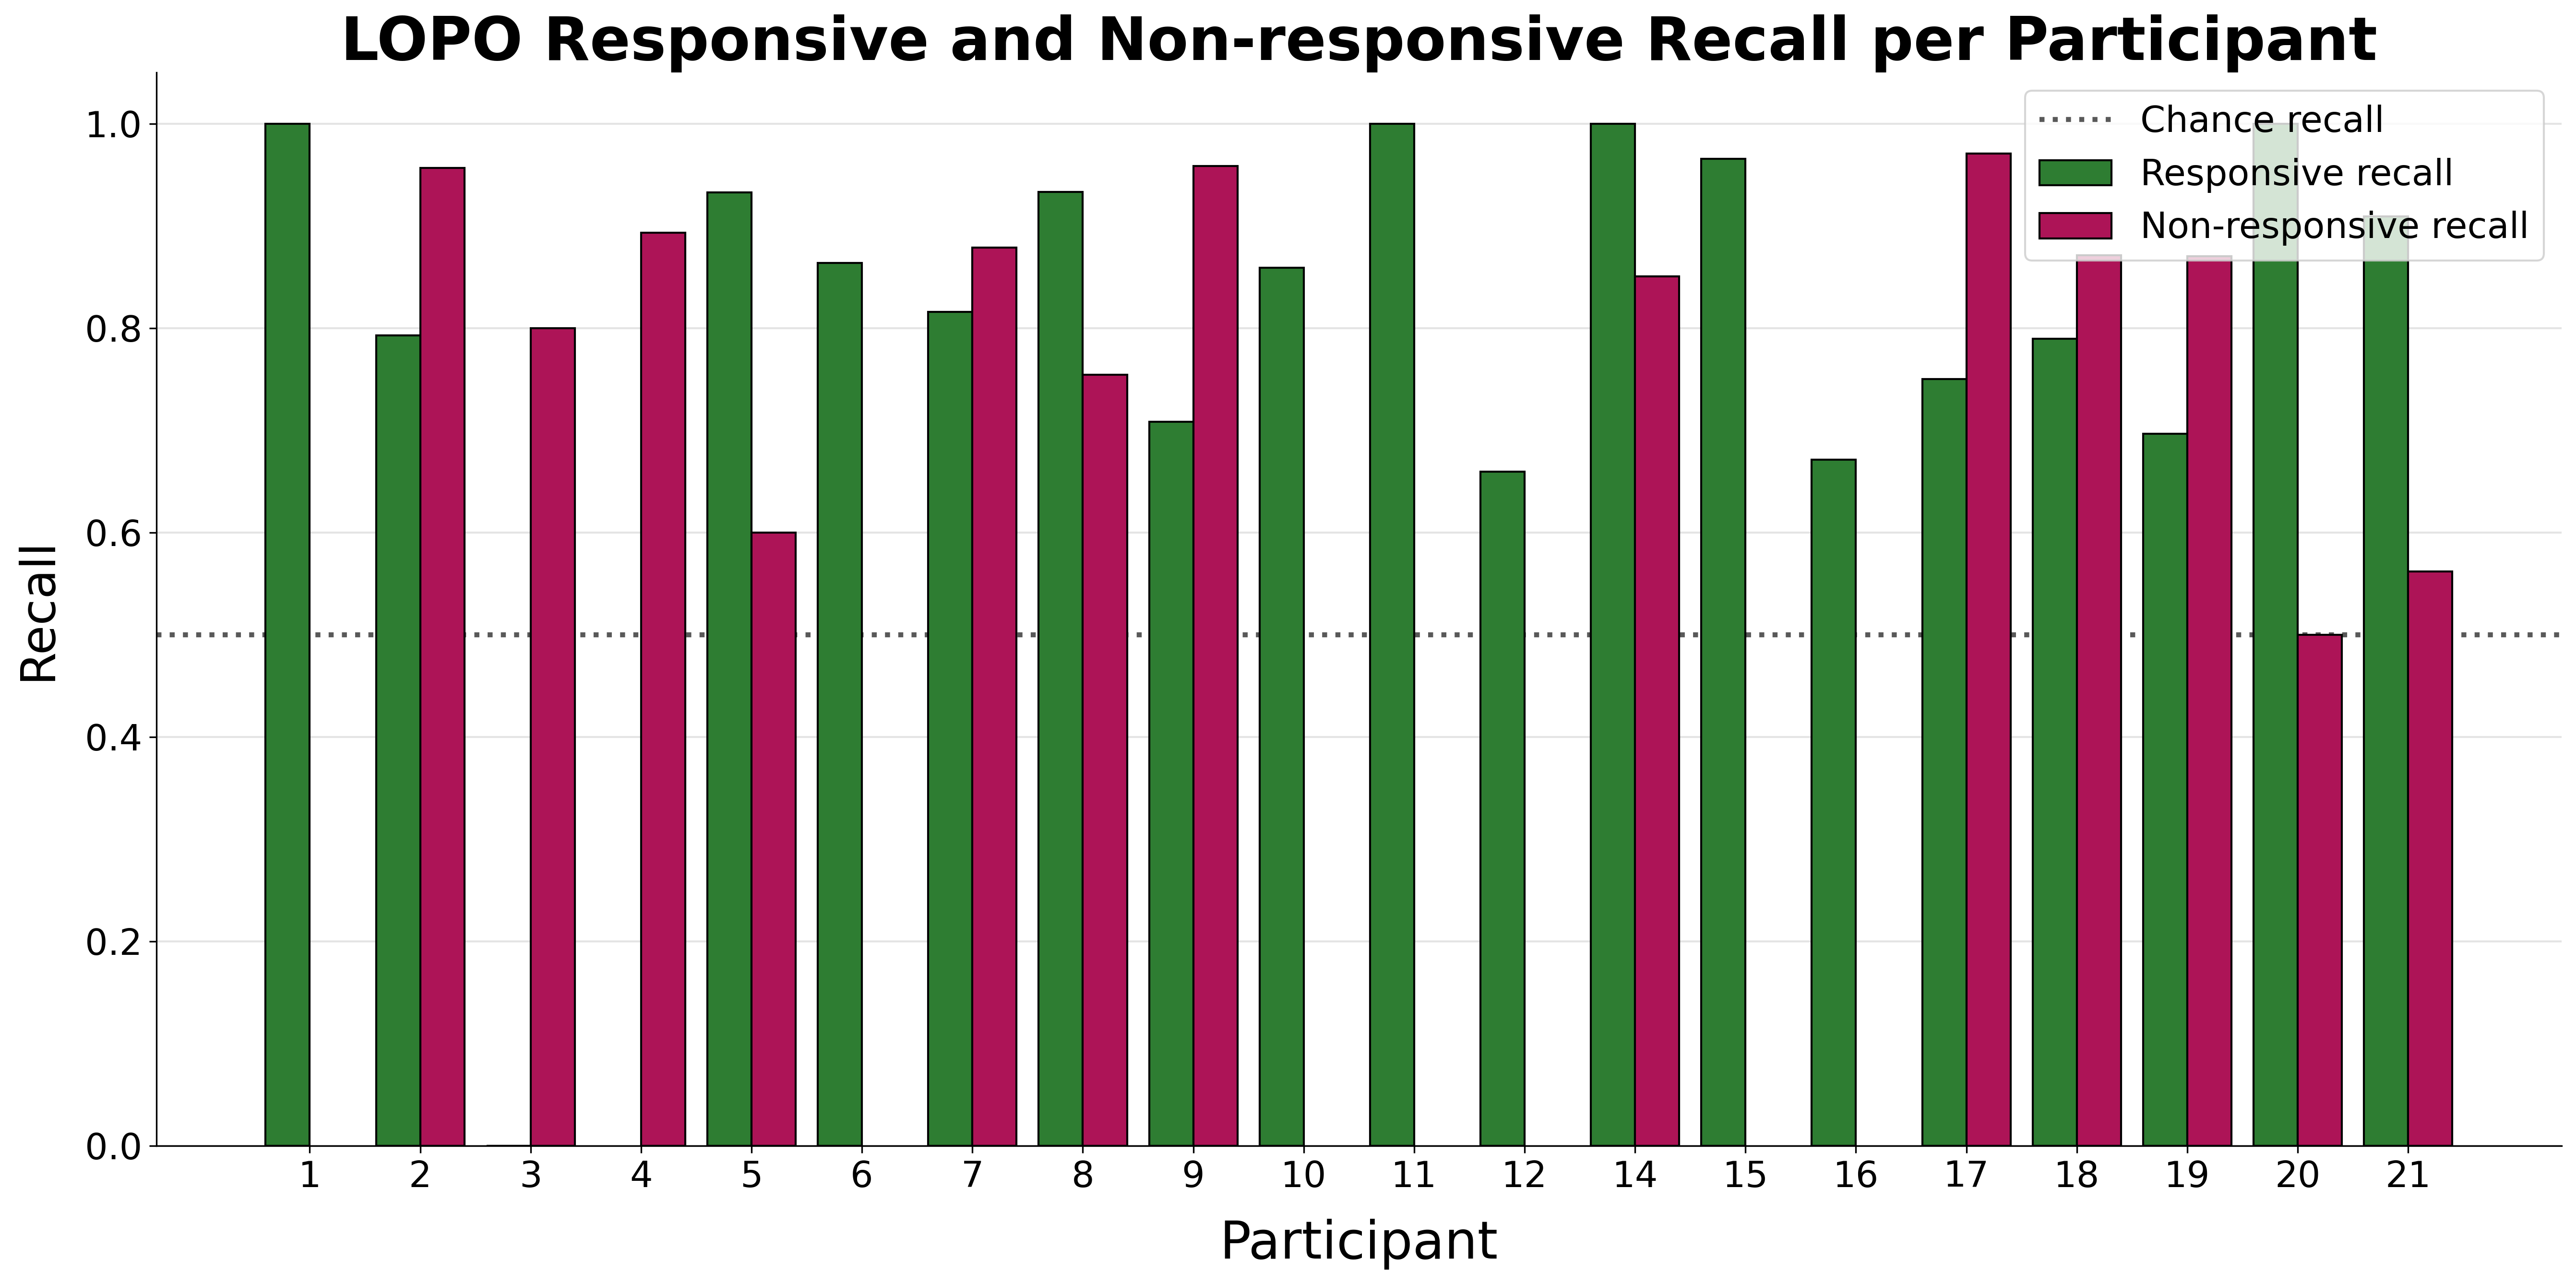 LOPO Responsive and Non-responsive Recall per Participant
Chance recall
Responsive recall
Non-responsive recall
1.0
0.8
0.6
0.4
0.2
0.0
Recall
1 2 3 4 5 6 7 8 9 10 11 12 14 15 16 17 18 19 20 21
Participant